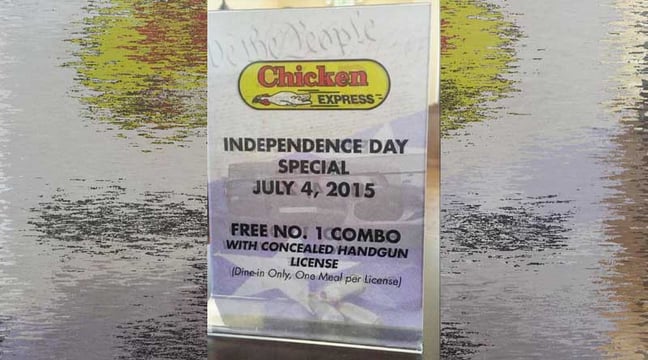 We the People
Chicken
EXPRESS
INDEPENDENCE DAY
SPECIAL
JULY 4, 2015
FREE NO. 1 COMBO
WITH CONCEALED HANDGUN
LICENSE
(Dine-in Only, One Meal per License)